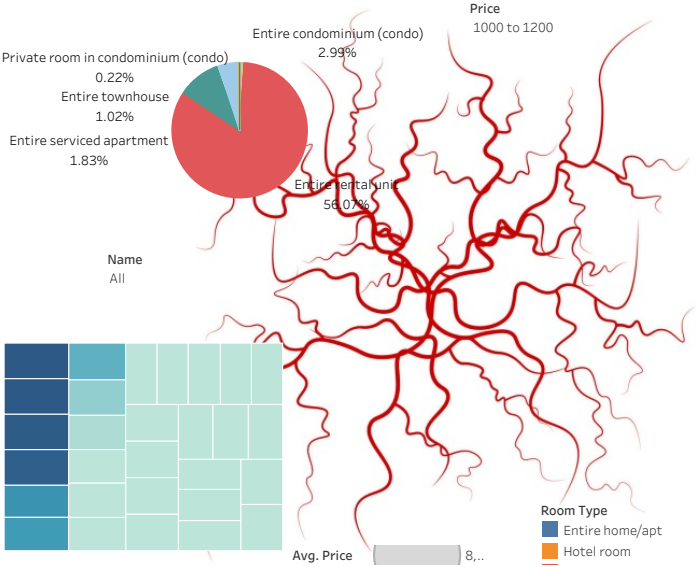 Price
1000 to 1200
Entire condominium (condo)
2.99%
Private room in condominium (condo)
0.22%
Entire townhouse
1.02%
Entire serviced apartment
1.83%
Entire rental unit
56.07%
Name
All
Room Type
Entire home/apt
Hotel room
Avg. Price
8,..